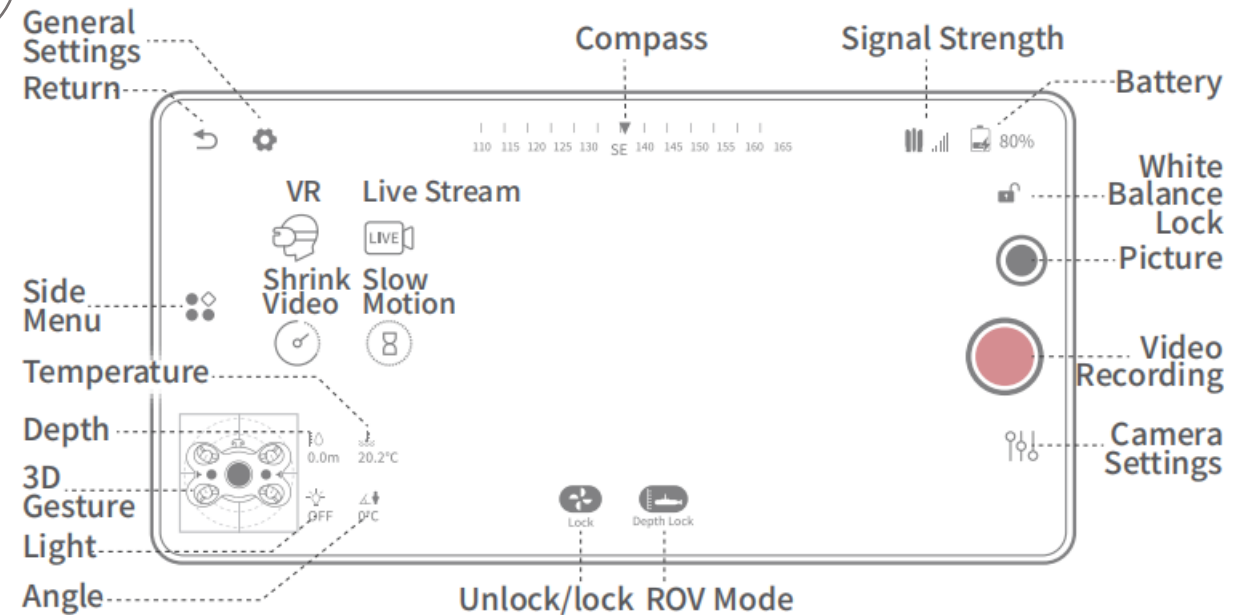 General
Settings
Return
Compass
Signal Strength
Battery
80%
110 115 120 125 130 SE 140 145 150 155 160 165
White
Balance
Lock
VR
Live Stream
LIVE
Picture
Shrink
Video
Slow
Motion
Side
Menu
Video
Recording
Temperature
Depth
0.0m
20.2°C
Camera
Settings
3D
Gesture
OFF
0°C
Lock
Depth Lock
Light
Angle
Unlock/lock
ROV Mode